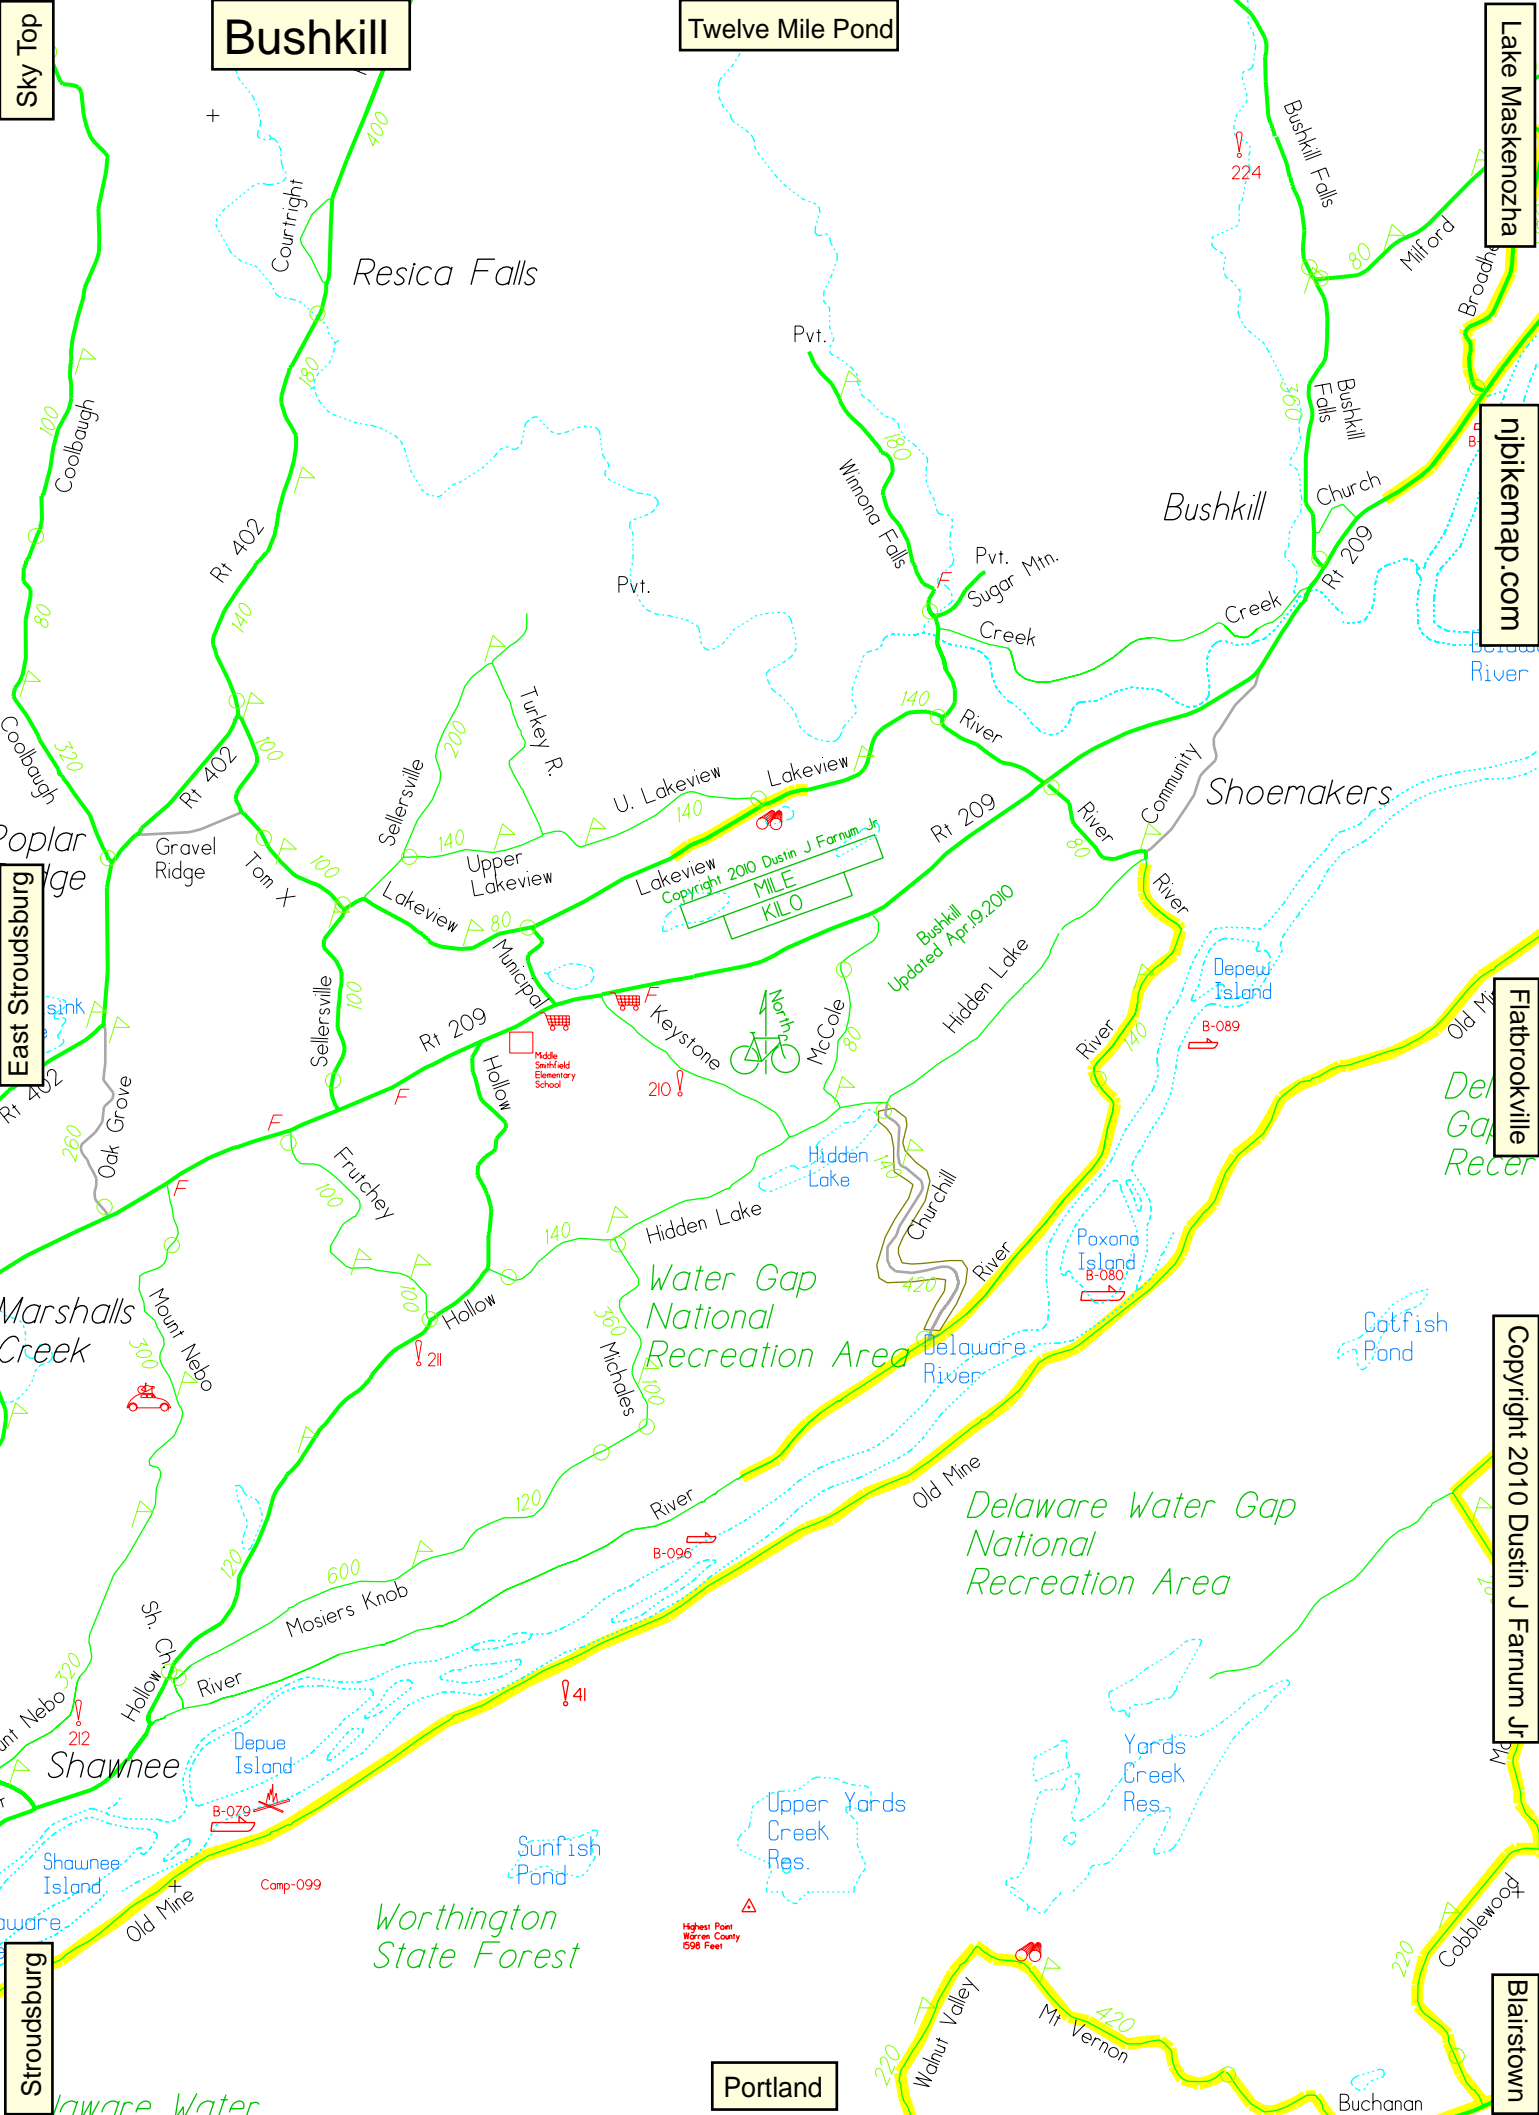 Sky Top
Bushkill
Twelve Mile Pond
Lake Maskenozha
400
Bushkill Falls
224
Courtright
Resica Falls
80
Milford
Pvt.
180
360
Bushkill
Falls
100
Coolbaugh
180
Winnona Falls
Bushkill
Church
njbikemap.com
Rt 402
Rt 209
Pvt.
Sugar Mtn.
F
Pvt.
80
140
Creek
Creek
River
Turkey R.
140
River
Coolbaugh
320
100
200
Rt 402
Sellersville
U. Lakeview
Lakeview
Community
Shoemakers
140
Rt 209
River
80
Poplar
Gravel
Ridge
Tom X
100
140
Upper
Lakeview
Lakeview
Copyright 2010 Dustin J Farnum Jr
MILE
KILO
River
East Stroudsburg
Lakeview
80
Municipal
Bushkill
Updated Apr.19.2010
Hidden Lake
Depew
Island
Flatbrookville
Sellersville
100
Rt 209
F
Keystone
North
McCole
80
River
140
B-089
Middle
Smithfield
Elementary
School
Hollow
210
Rt 402
Oak Grove
260
F
F
Frutchey
100
F
Hidden
Lake
140
Churchill
Hidden Lake
140
Poxono
Island
B-080
River
420
Marshalls
Creek
Mount Nebo
300
100
Hollow
211
Water Gap
National
Recreation Area
360
Michales
100
Delaware
River
Catfish
Pond
Copyright 2010 Dustin J Farnum Jr
Old Mine
120
River
B-096
Delaware Water Gap
National
Recreation Area
120
600
Mosiers Knob
Sh. Ch.
Hollow
River
320
212
41
Shawnee
Depue
Island
B-079
Yards
Creek
Res.
Upper Yards
Creek
Res.
Sunfish
Pond
Shawnee
Island
Camp-099
Old Mine
Worthington
State Forest
Highest Point
Warren County
1598 Feet
Cobblewood
220
Stroudsburg
Walnut Valley
220
Mt Vernon
420
Blairstown
Portland
Buchanan